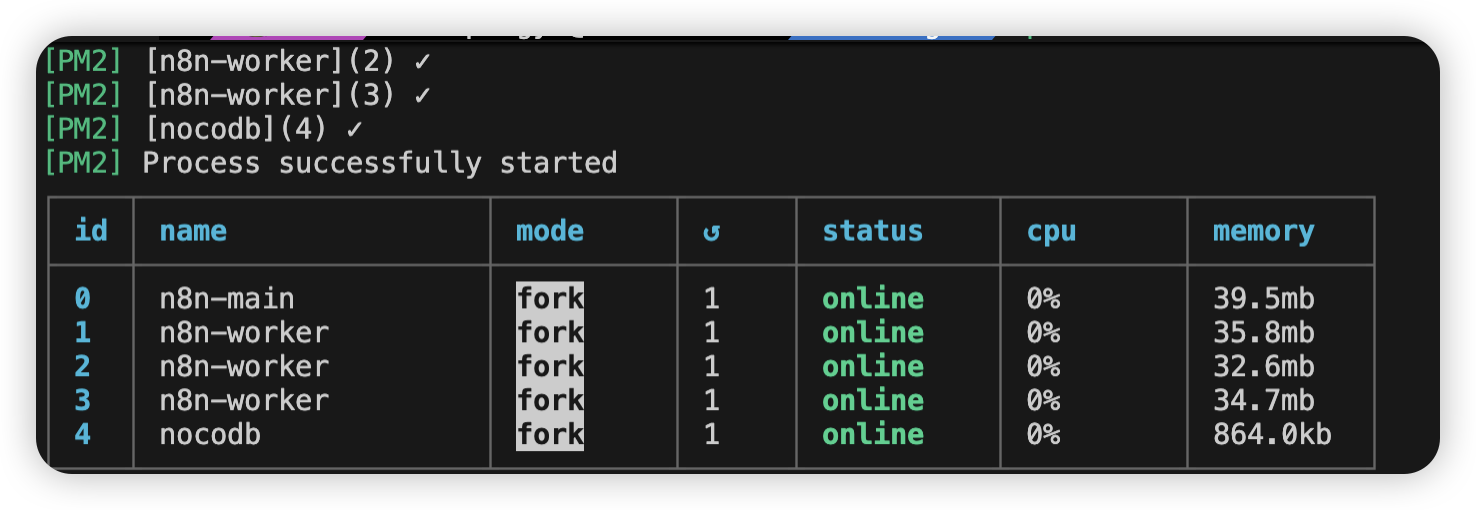 [PM2] [n8n-worker](2) ✓
[PM2] [n8n-worker](3) ✓
[PM2] [nocodb](4) ✓
[PM2] Process successfully started
id name mode ↺ status cpu memory
0 n8n-main fork 1 online 0% 39.5mb
1 n8n-worker fork 1 online 0% 35.8mb
2 n8n-worker fork 1 online 0% 32.6mb
3 n8n-worker fork 1 online 0% 34.7mb
4 nocodb fork 1 online 0% 864.0kb